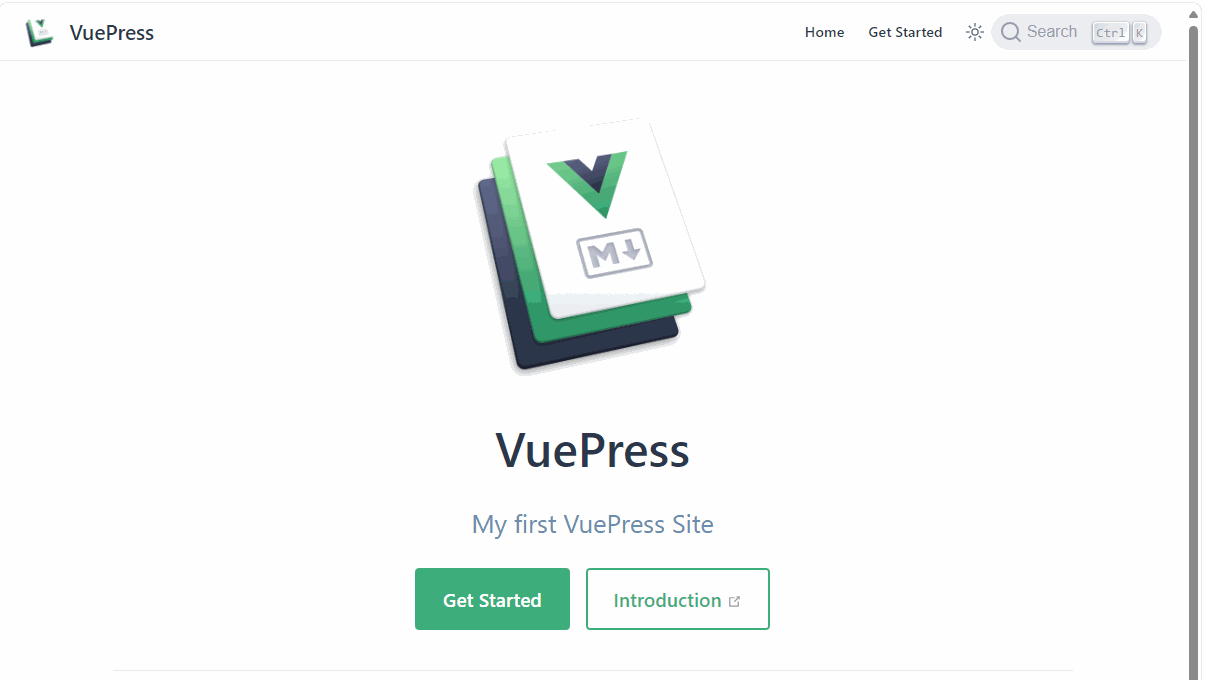 VuePress
Home Get Started Search Ctrl K
M
VuePress
My first VuePress Site
Get Started Introduction